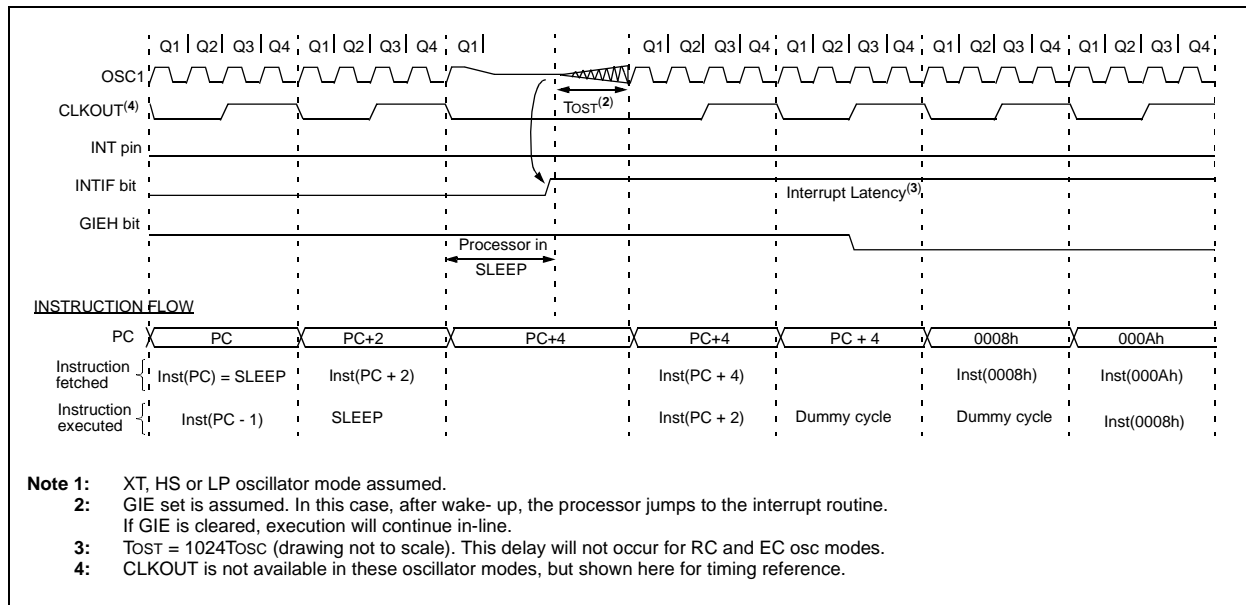 Q1 Q2 Q3 Q4 Q1 Q2 Q3 Q4 Q1 Q1 Q2 Q3 Q4 Q1 Q2 Q3 Q4 Q1 Q2 Q3 Q4 Q1 Q2 Q3 Q4
OSC1
TOST(2)
CLKOUT(4)
INT pin
INTIF bit
Interrupt Latency(3)
GIEH bit
Processor in
SLEEP
INSTRUCTION FLOW
PC PC PC+2 PC+4 PC+4 PC + 4 0008h 000Ah
Instruction
fetched
Inst(PC) = SLEEP Inst(PC + 2) Inst(PC + 4) Inst(0008h) Inst(000Ah)
Instruction
executed
Inst(PC - 1) SLEEP Inst(PC + 2) Dummy cycle Dummy cycle Inst(0008h)
Note 1: XT, HS or LP oscillator mode assumed.
2: GIE set is assumed. In this case, after wake- up, the processor jumps to the interrupt routine.
If GIE is cleared, execution will continue in-line.
3: TOST = 1024TOSC (drawing not to scale). This delay will not occur for RC and EC osc modes.
4: CLKOUT is not available in these oscillator modes, but shown here for timing reference.